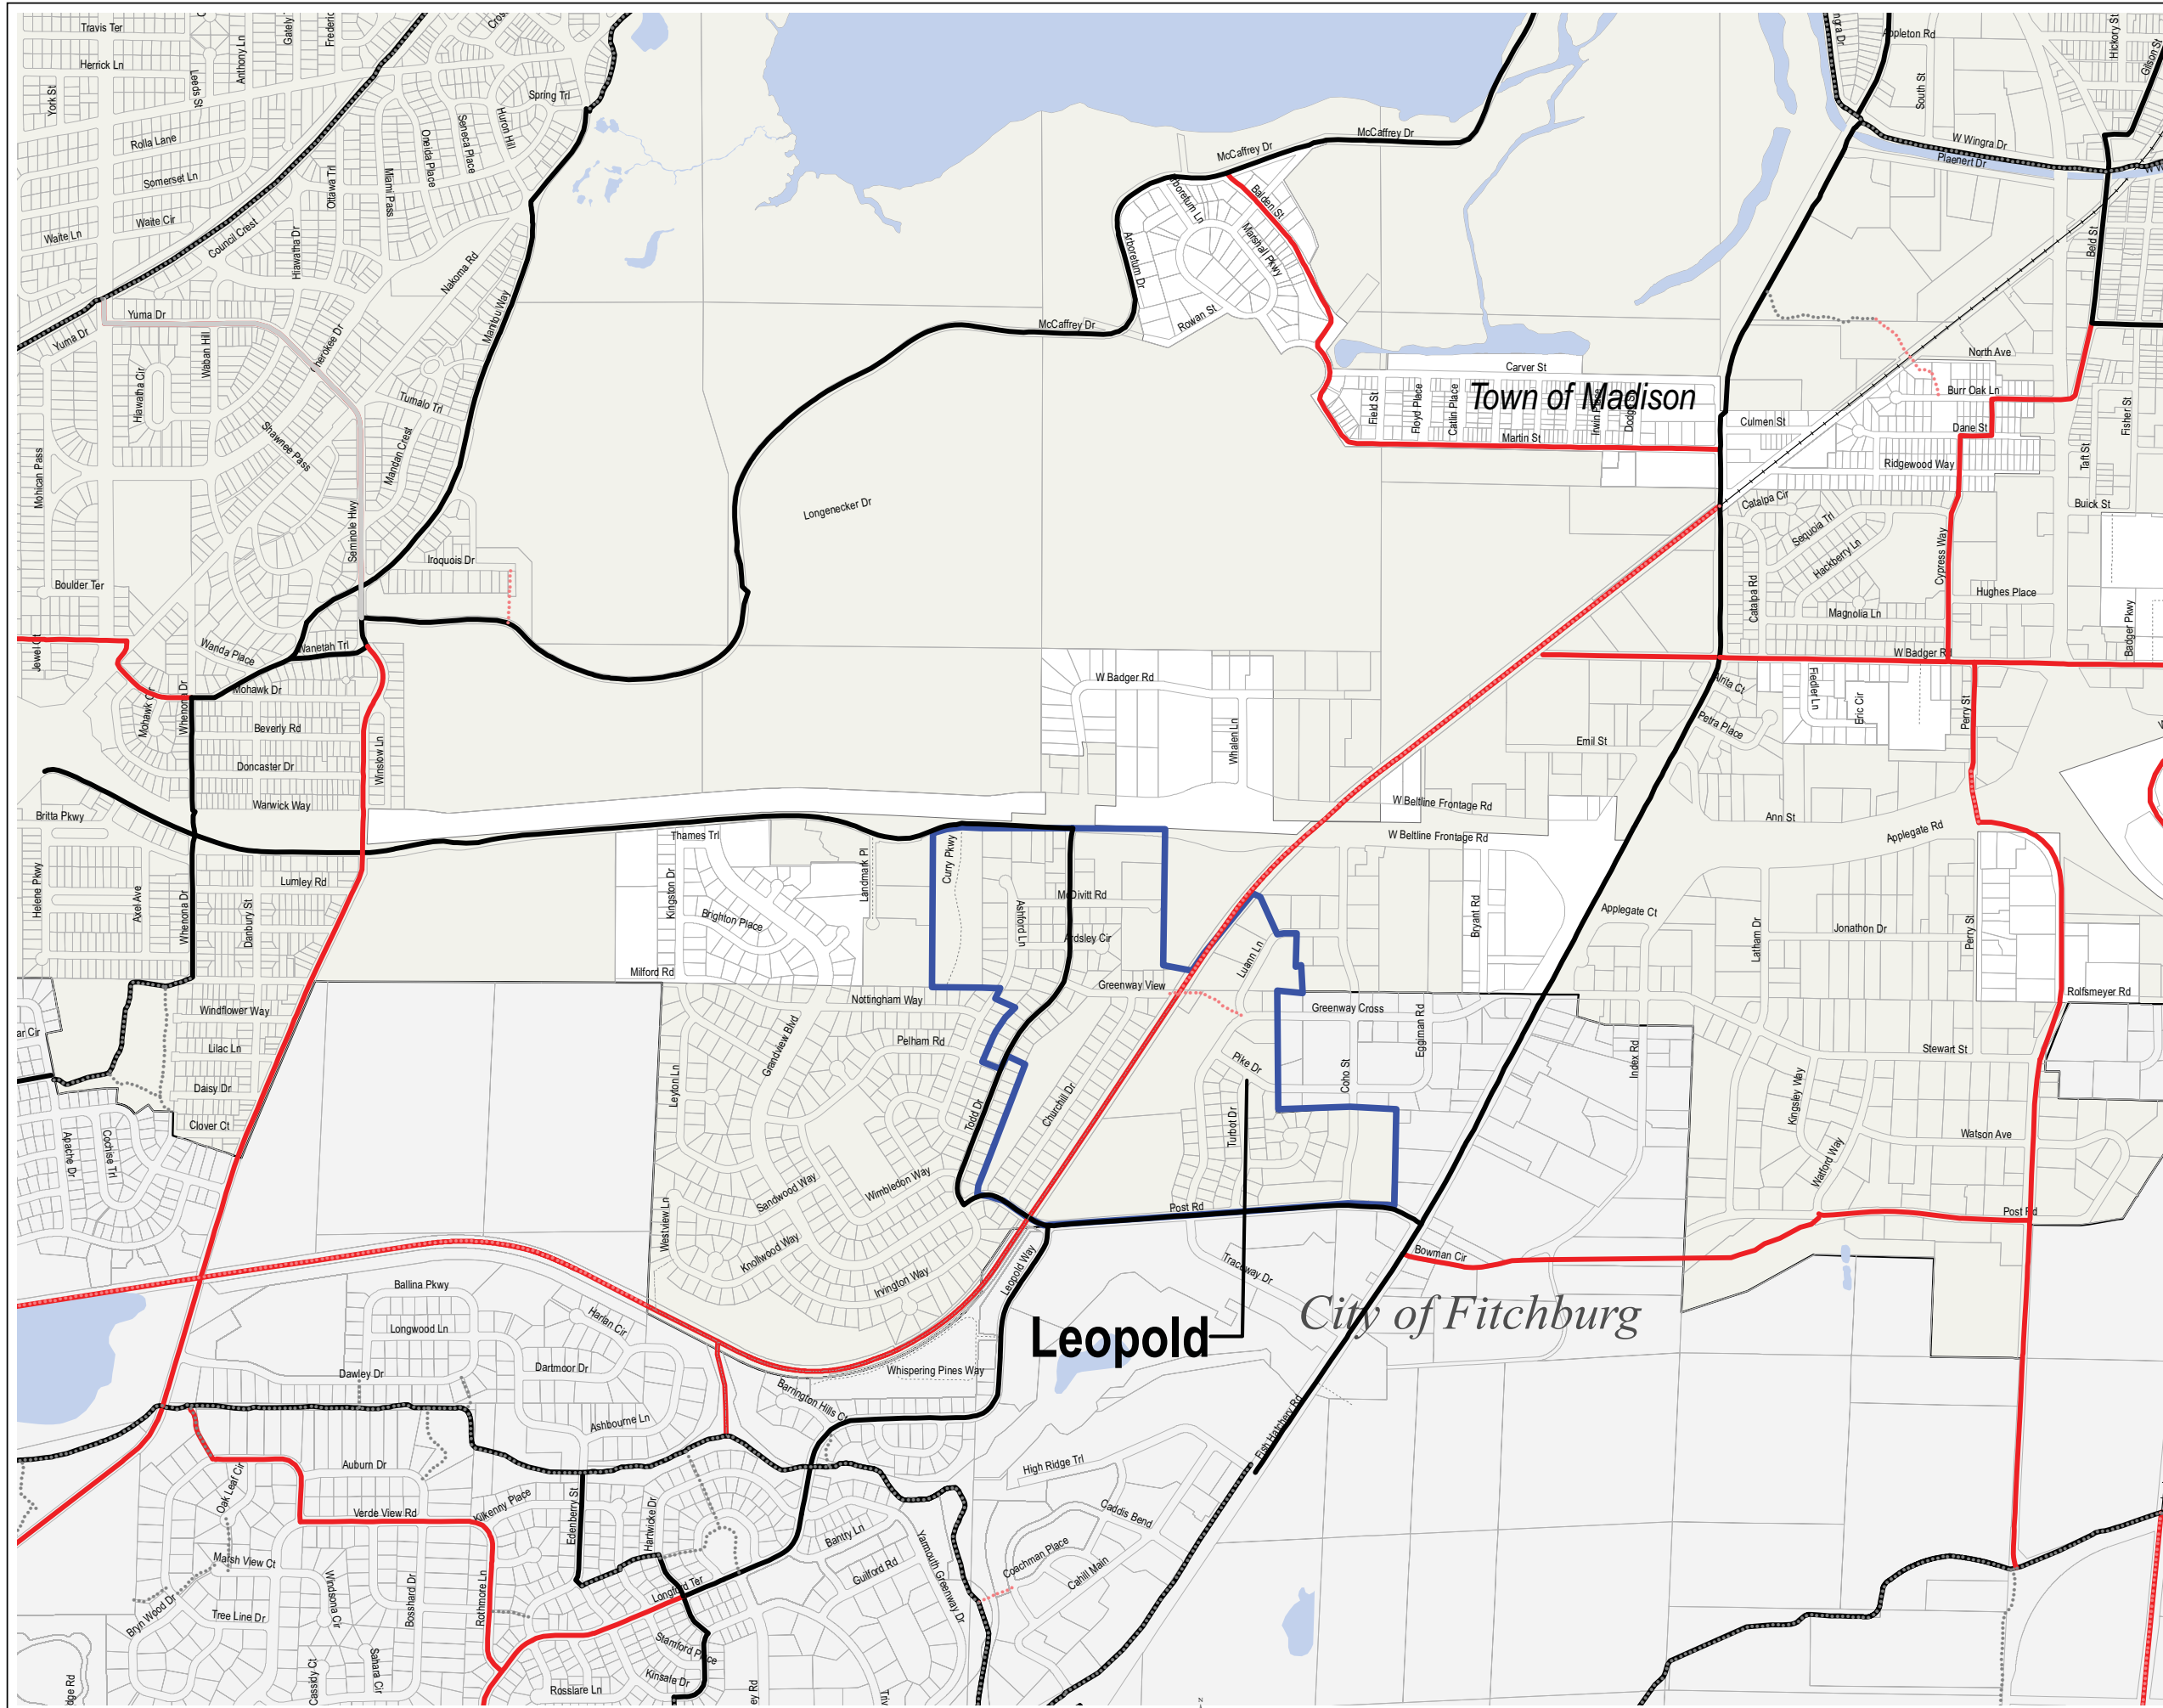 Travis Ter
Herrick Ln
York St
Leeds St
Anthony Ln
Rolla Lane
Somerset Ln
Waite Cir
Waite Ln
Council Crest
Hiawatha Dr
Ottawa Trl
Miami Pass
Oneida Place
Seneca Place
Huron Hill
Spring Trl
Nakoma Rd
Manitou Way
Yuma Dr
Yuma Dr
Waban Hill
Hiawatha Cir
Cherokee Dr
Tumalo Trl
Shawnee Pass
Mandan Crest
Mohican Pass
Seminole Hwy
Iroquois Dr
Boulder Ter
Jewel Ct
Wanda Place
Wanetah Trl
Mohawk Dr
Mohawk Cir
Whenona Dr
Beverly Rd
Doncaster Dr
Warwick Way
Winslow Ln
Britta Pkwy
Helene Pkwy
Axel Ave
Whenona Dr
Danbury St
Lumley Rd
Windflower Way
Lilac Ln
Daisy Dr
Clover Ct
Apache Dr
Cochise Trl
McCaffrey Dr
McCaffrey Dr
McCaffrey Dr
Arboretum Dr
Balden St
Marshall Pkwy
Rowan St
Longenecker Dr
Carver St
Town of Madison
Field St
Floyd Place
Catlin Place
Martin St
Appleton Rd
South St
Hickory St
Gilson St
W Wingra Dr
Plaenert Dr
Beld St
North Ave
Burr Oak Ln
Culmen St
Dane St
Fisher St
Taft St
Ridgewood Way
Buick St
Catalpa Cir
Sequoia Trl
Hackberry Ln
Cypress Way
Catalpa Rd
Magnolia Ln
Hughes Place
Badger Pkwy
W Badger Rd
W Badger Rd
Whalen Ln
Alrita Ct
Petra Place
Fiedler Ln
Eric Cir
Perry St
Emil St
W Beltline Frontage Rd
W Beltline Frontage Rd
Ann St
Applegate Rd
Thames Trl
Kingston Dr
Brighton Place
Milford Rd
Landmark Pl
Curry Pkwy
Ashford Ln
McDivitt Rd
Ardsley Cir
Luann Ln
Bryant Rd
Applegate Ct
Latham Dr
Jonathon Dr
Perry St
Nottingham Way
Greenway View
Greenway Cross
Eggiman Rd
Rolfsmeyer Rd
Grandview Blvd
Pelham Rd
Leyton Ln
Todd Dr
Churchill Dr
Pike Dr
Turbot Dr
Coho St
Index Rd
Stewart St
Kingsley Way
Watson Ave
Watford Way
Post Rd
Post Rd
Sandwood Way
Wimbledon Way
Westview Ln
Knollwood Way
Irvington Way
Leopold Way
Traceway Dr
Bowman Cir
City of Fitchburg
Leopold
Ballina Pkwy
Longwood Ln
Harlan Cir
Dartmoor Dr
Dawley Dr
Ashbourne Ln
Barrington Hills Ct
Whispering Pines Way
Fish Hatchery Rd
High Ridge Trl
Caddis Bend
Coachman Place
Cahill Main
Auburn Dr
Oak Leaf Cir
Verde View Rd
Kilkenny Place
Edenberry St
Hartwicke Dr
Bantry Ln
Guilford Rd
Yarmouth Greenway Dr
Marsh View Ct
Windsona Cir
Bosshard Dr
Rothmore Ln
Longford Ter
Bryn Wood Dr
Tree Line Dr
Sahara Cir
Cassidy Ct
Stamford Place
Kinsale Dr
Rosslare Ln